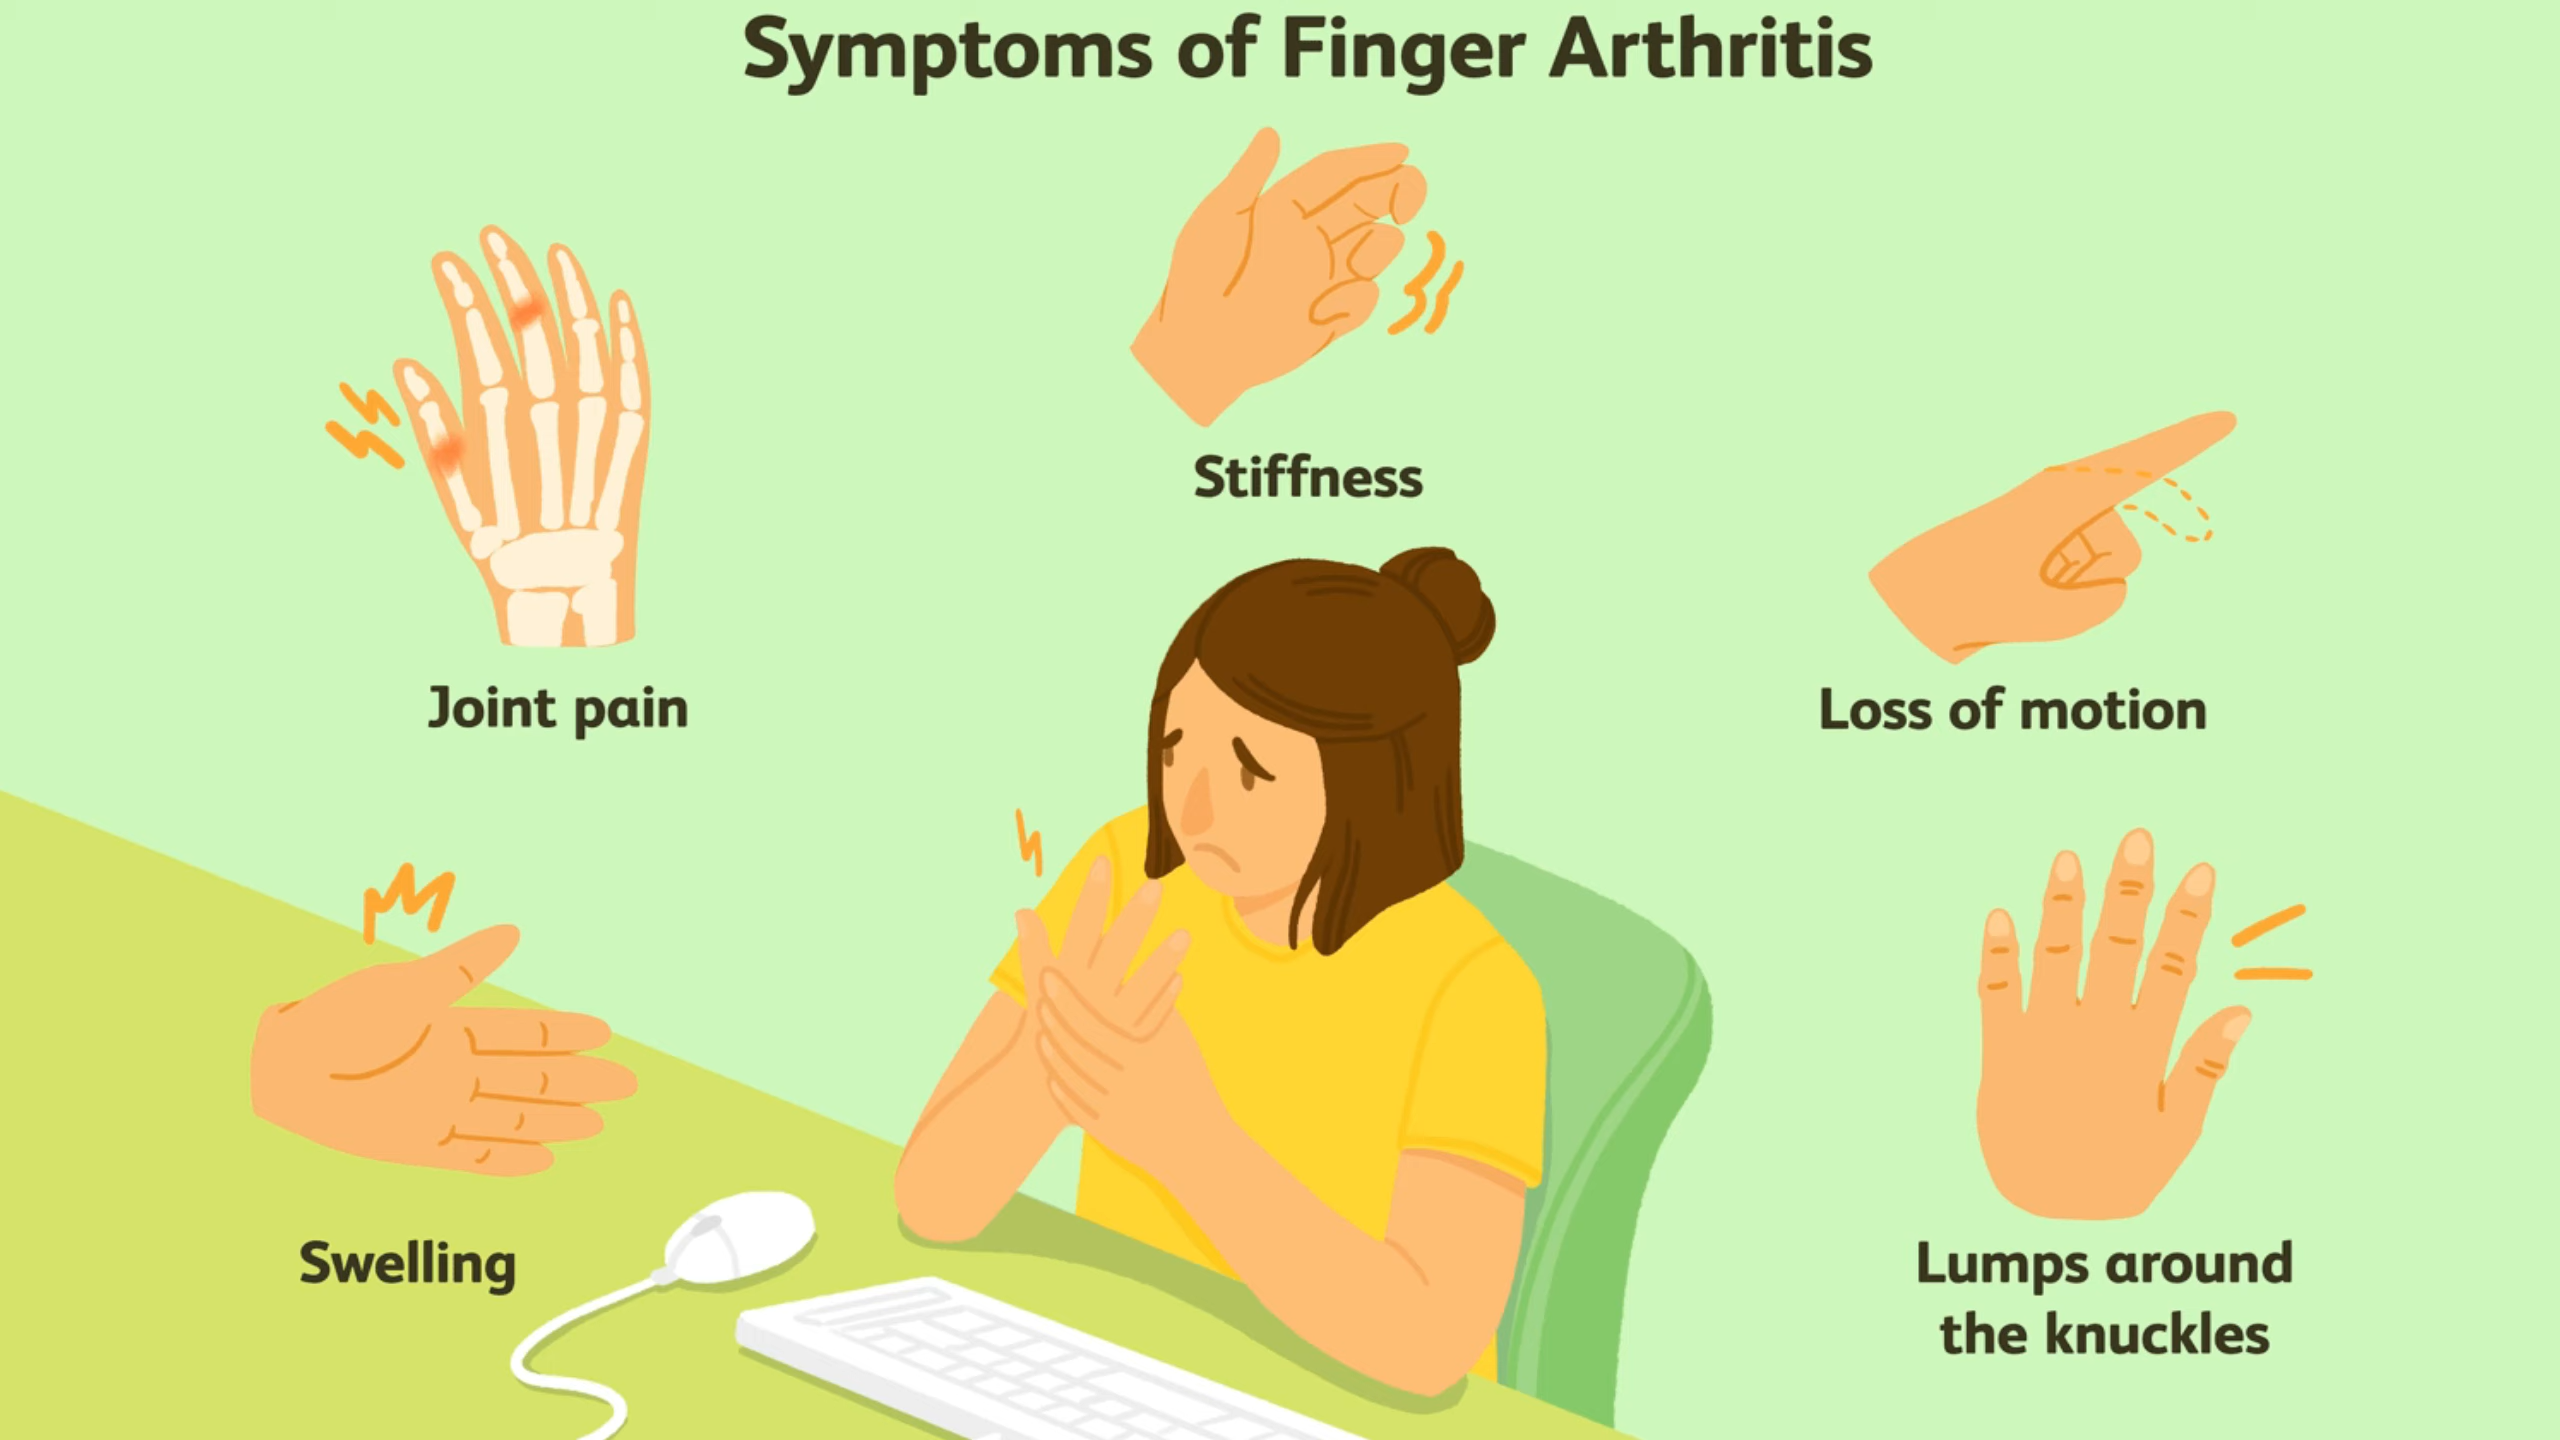 Symptoms of Finger Arthritis
Stiffness
Joint pain
Loss of motion
Swelling
Lumps around
the knuckles